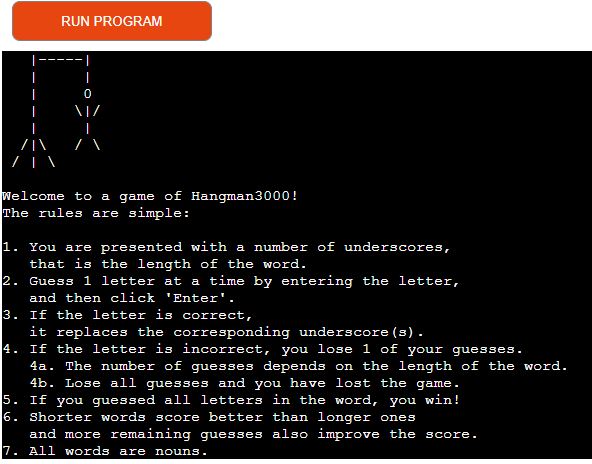 RUN PROGRAM
Welcome to a game of Hangman3000!
The rules are simple:
1. You are presented with a number of underscores,
that is the length of the word.
2. Guess 1 letter at a time by entering the letter,
and then click 'Enter'.
3. If the letter is correct,
it replaces the corresponding underscore(s).
4. If the letter is incorrect, you lose 1 of your guesses.
4a. The number of guesses depends on the length of the word.
4b. Lose all guesses and you have lost the game.
5. If you guessed all letters in the word, you win!
6. Shorter words score better than longer ones
and more remaining guesses also improve the score.
7. All words are nouns.